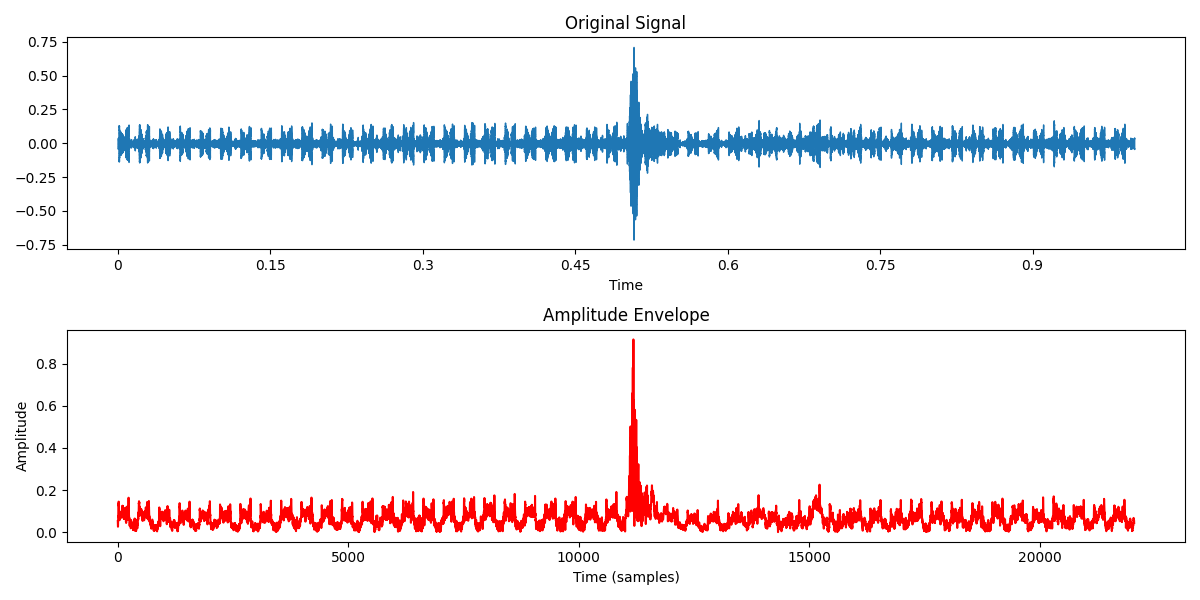 Original Signal
0.75
0.50
0.25
0.00
−0.25
−0.50
−0.75
0 0.15 0.3 0.45 0.6 0.75 0.9
Time
Amplitude Envelope
Amplitude
0.8
0.6
0.4
0.2
0.0
0 5000 10000 15000 20000
Time (samples)